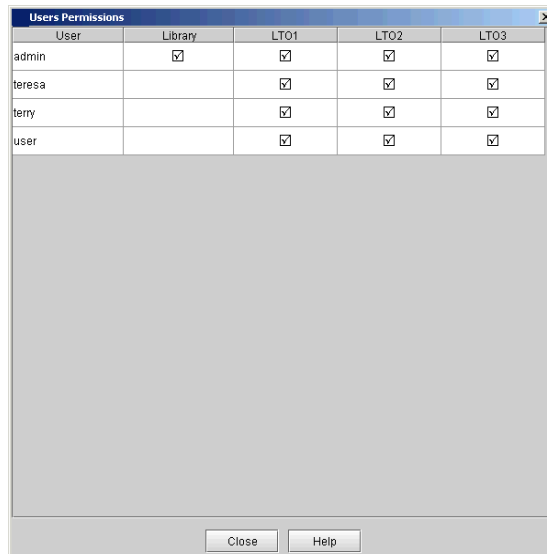 Users Permissions
User Library LTO1 LTO2 LTO3
admin
teresa
terry
user
Close Help